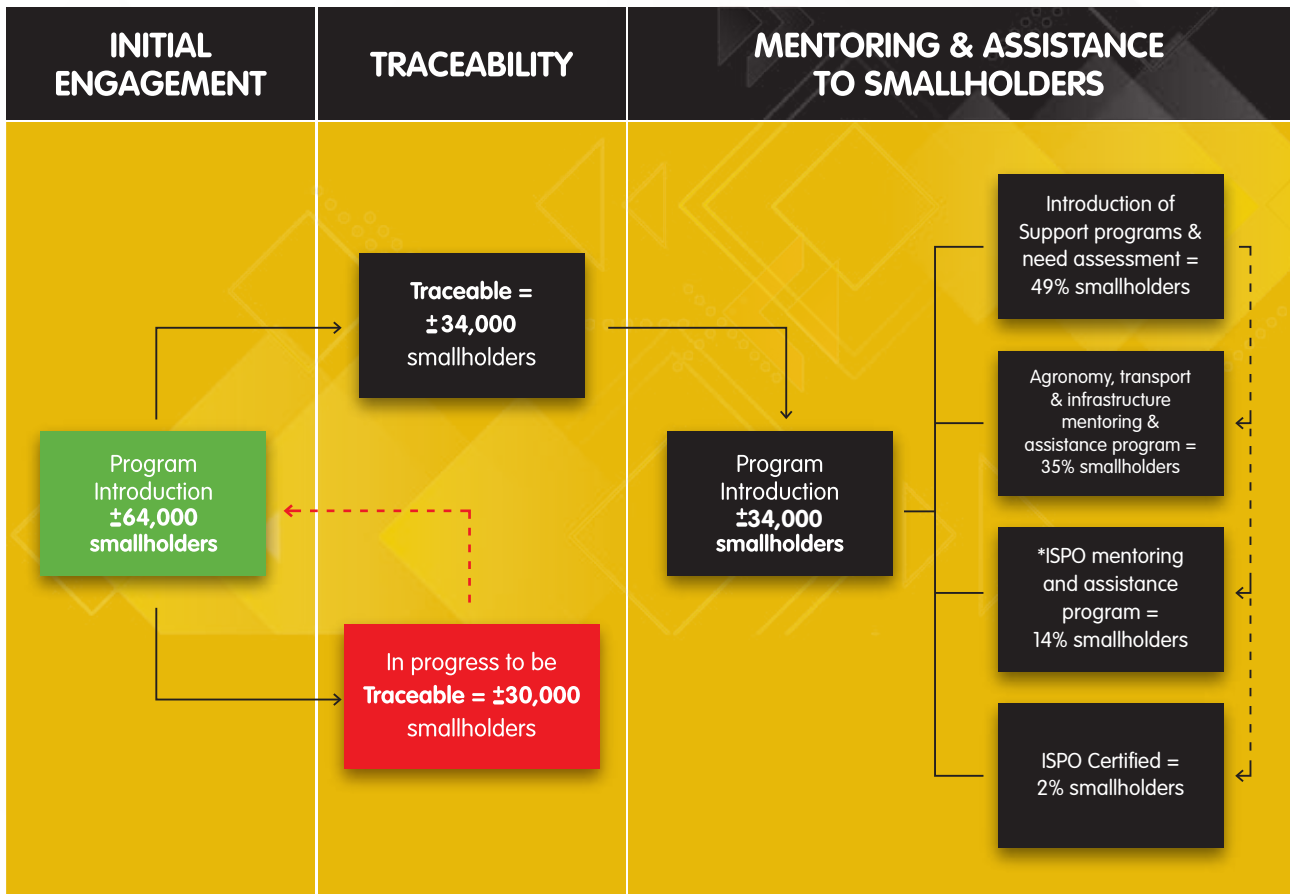 INITIAL
ENGAGEMENT
TRACEABILITY
MENTORING & ASSISTANCE
TO SMALLHOLDERS
Program
Introduction
±64,000
smallholders
Traceable =
±34,000
smallholders
In progress to be
Traceable = ±30,000
smallholders
Program
Introduction
±34,000
smallholders
Introduction of
Support programs &
need assessment =
49% smallholders
Agronomy, transport
& infrastructure
mentoring &
assistance program =
35% smallholders
*ISPO mentoring
and assistance
program =
14% smallholders
ISPO Certified =
2% smallholders